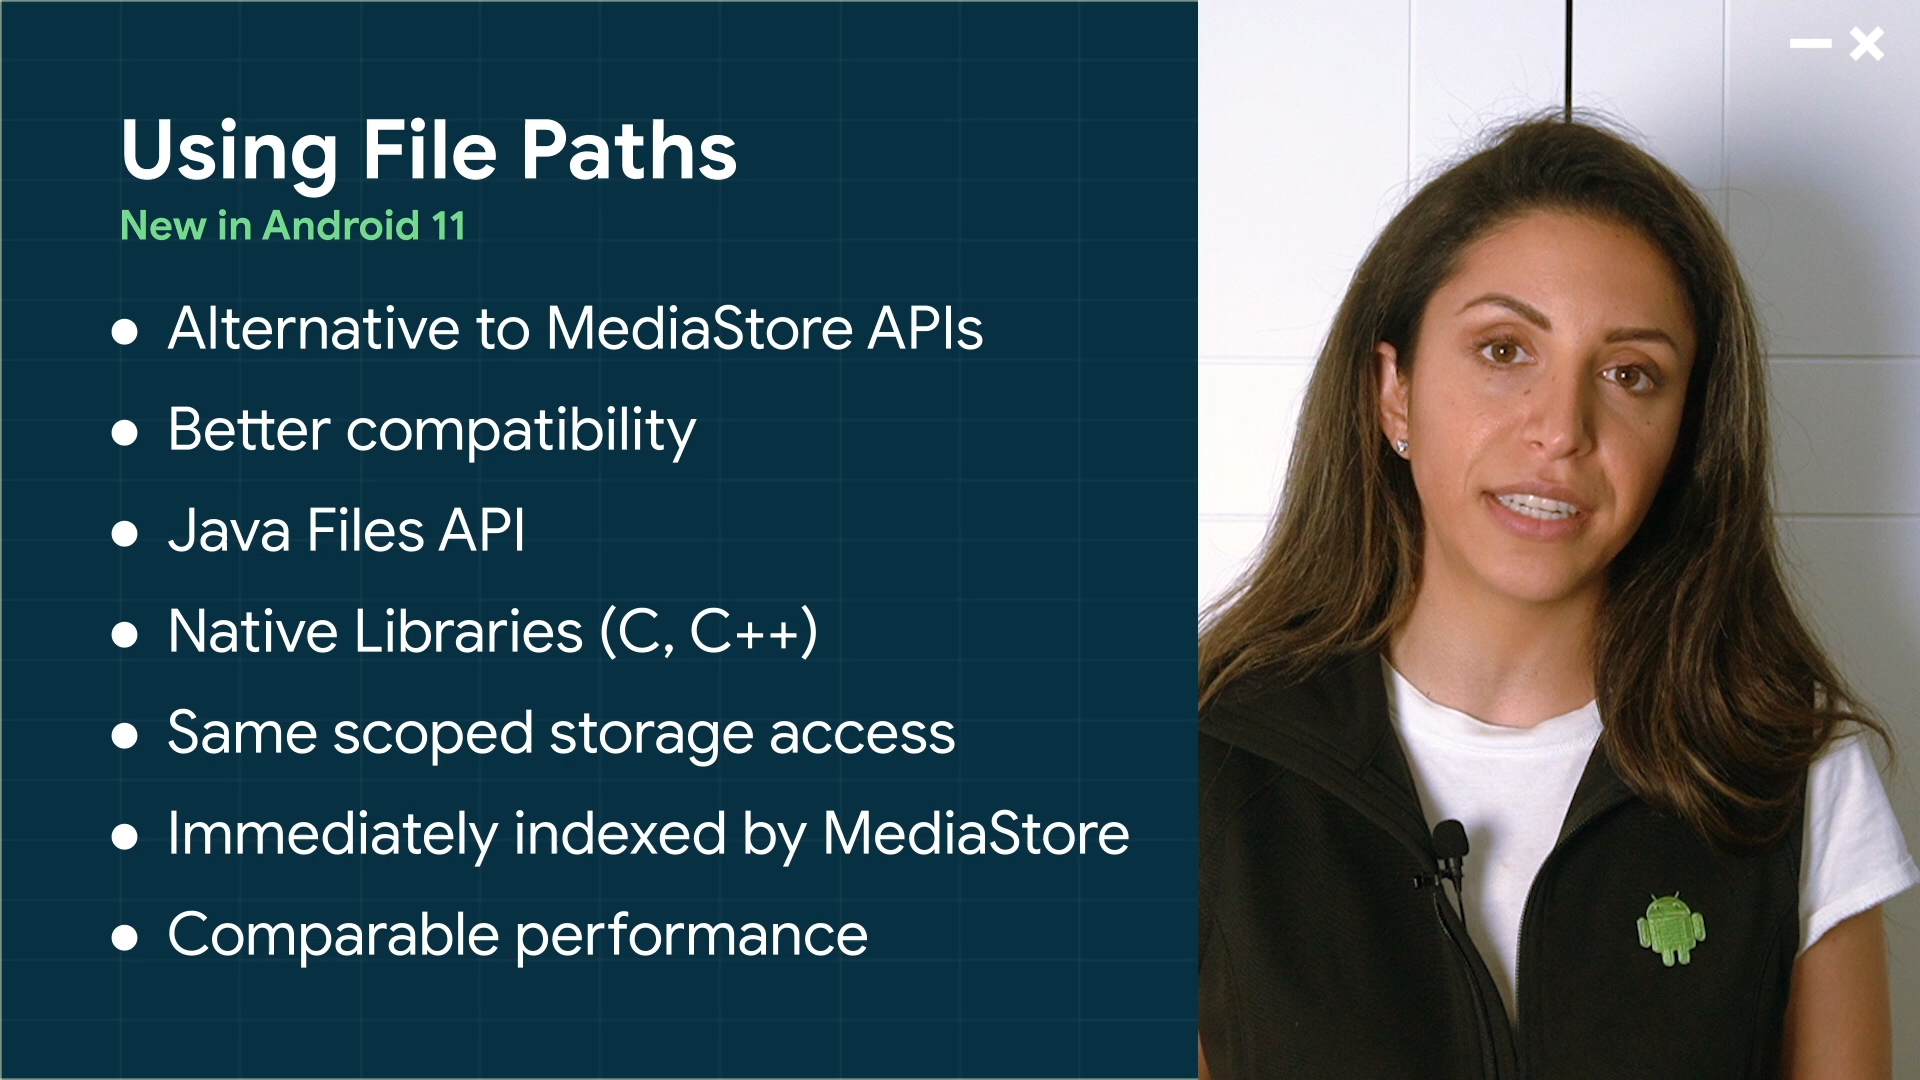 Using File Paths
New in Android 11
● Alternative to MediaStore APIs
● Better compatibility
● Java Files API
● Native Libraries (C, C++)
● Same scoped storage access
● Immediately indexed by MediaStore
● Comparable performance